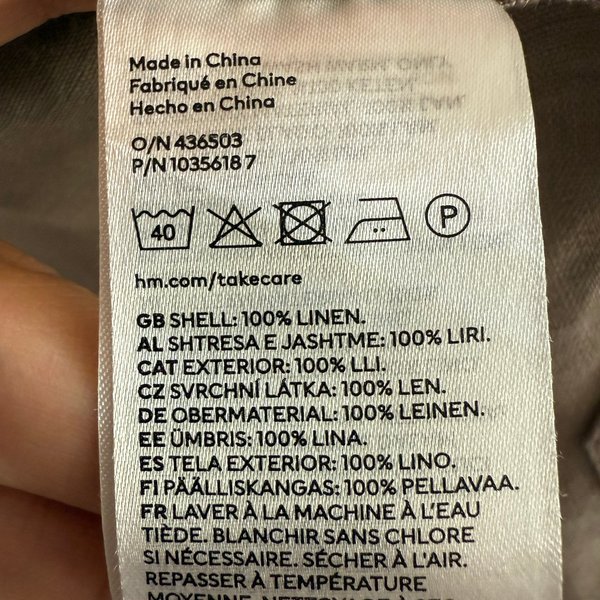 Made in China
Fabriqué en Chine
Hecho en China
O/N 436503
P/N 1035618 7
40
P
hm.com/takecare
GB SHELL: 100% LINEN.
AL SHTRESA E JASHTME: 100% LIRI.
CAT EXTERIOR: 100% LLI.
CZ SVRCHNÍ LÁTKA: 100% LEN.
DE OBERMATERIAL: 100% LEINEN.
EE ÜMBRIS: 100% LINA.
ES TELA EXTERIOR: 100% LINO.
FI PÄÄLLISKANGAS: 100% PELLAVAA.
FR LAVER À LA MACHINE À L'EAU
TIÈDE. BLANCHIR SANS CHLORE
SI NÉCESSAIRE. SÉCHER À L'AIR.
REPASSER À TEMPÉRATURE
MOYENNE.